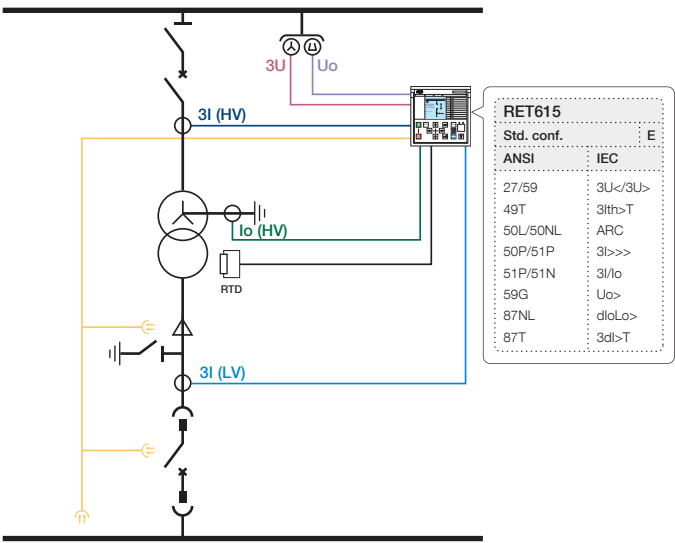 3U Uo
3I (HV)
Io (HV)
RTD
3I (LV)
RET615
Std. conf. E
ANSI IEC
27/59 3U</3U>
49T 3Ith>T
50L/50NL ARC
50P/51P 3I>>>
51P/51N 3I/Io
59G Uo>
87NL dIoLo>
87T 3dI>T